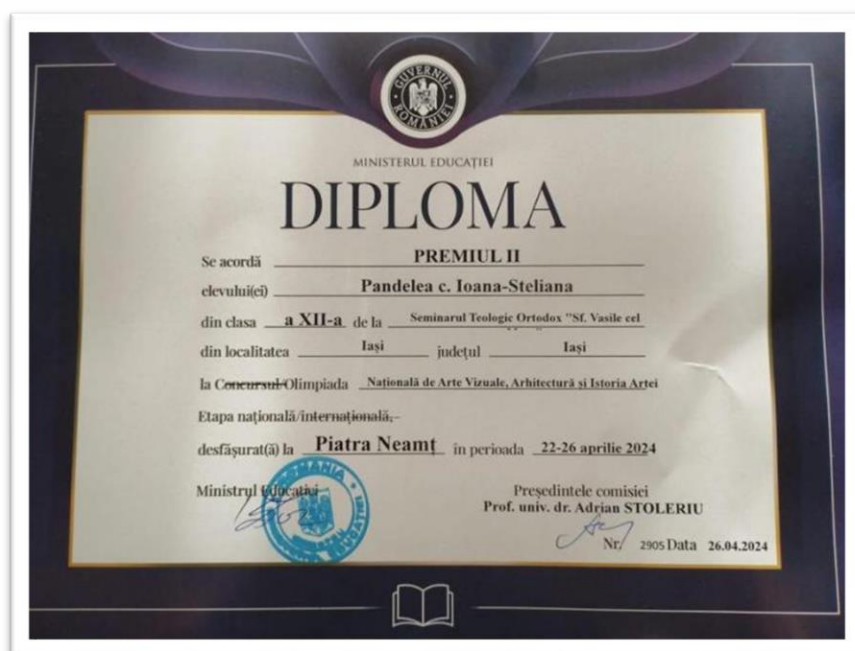 GUVERNUL ROMÂNIEI
MINISTERUL EDUCAȚIEI
DIPLOMA
Se acordă PREMIUL II
elevului(ei) Pandelea c. Ioana-Steliana
din clasa a XII-a de la Seminarul Teologic Ortodox "Sf. Vasile cel
din localitatea Iași județul Iași
la Concursul/Olimpiada Națională de Arte Vizuale, Arhitectură și Istoria Artei
Etapa națională/internațională,
desfășurat(ă) la Piatra Neamț în perioada 22-26 aprilie 2024
Ministrul Educației
ROMANIA
Președintele comisiei
Prof. univ. dr. Adrian STOLERIU
Nr. 2905 Data 26.04.2024